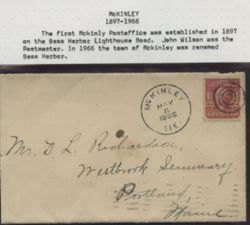 McKINLEY
1897-1966
The first Mckinly Postoffice was established in 1897
on the Bass Harbor Lighthouse Road. John Wilson was the
Postmaster. In 1966 the town of Mckinley was renamed
Bass Harbor.
McKINLEY
MAY
8
1905
ME.
Mr. D. L. Richardson,
Westbrook Seminary,
Portland,
Maine